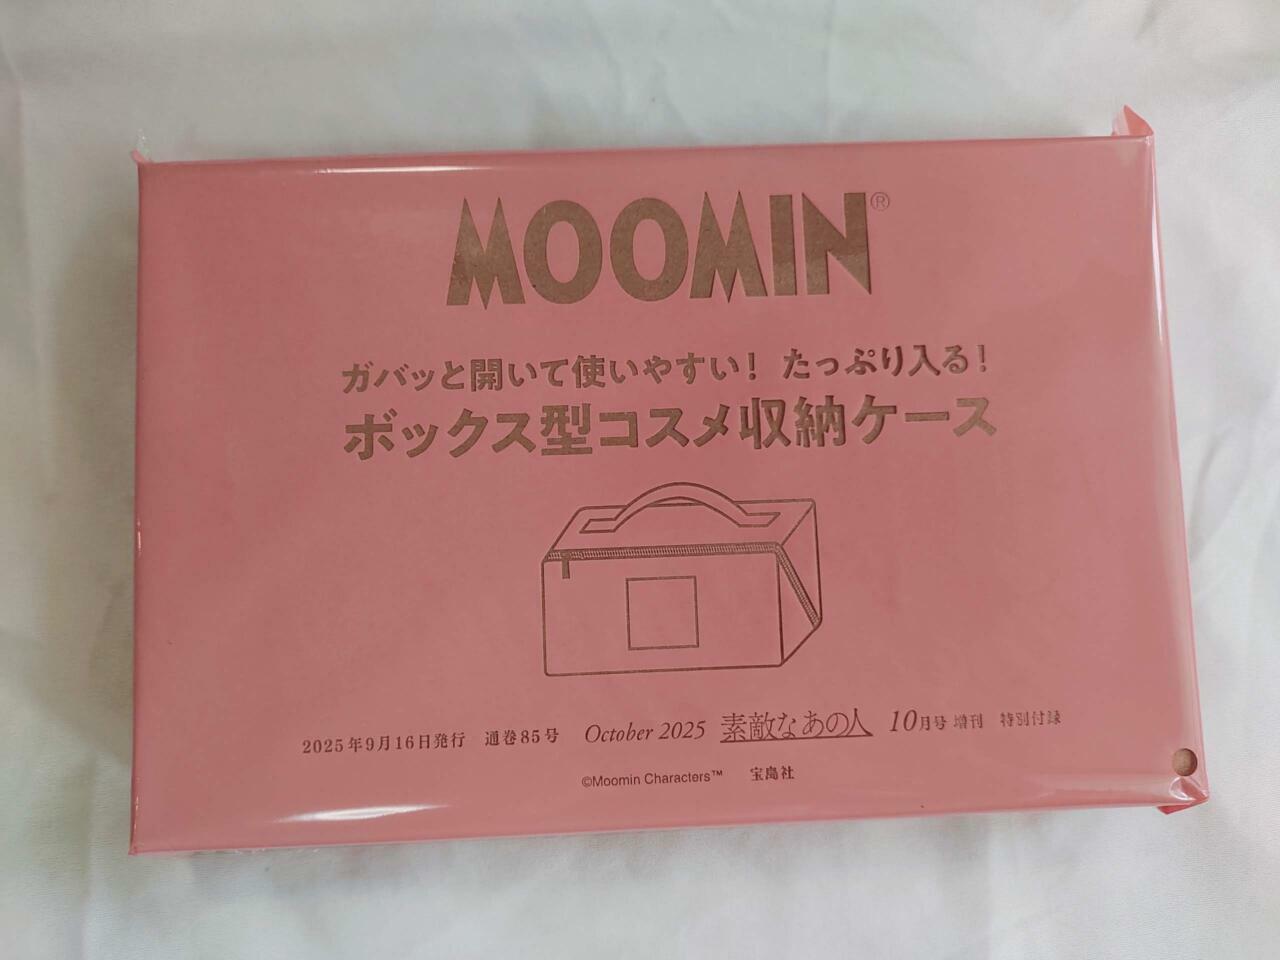 MOOMIN®
ガバッと開いて使いやすい! たっぷり入る!
ボックス型コスメ収納ケース
2025年9月16日発行 通巻85号 October 2025 素敵なあの人 10月号 増刊 特別付録
©Moomin Characters™ 宝島社